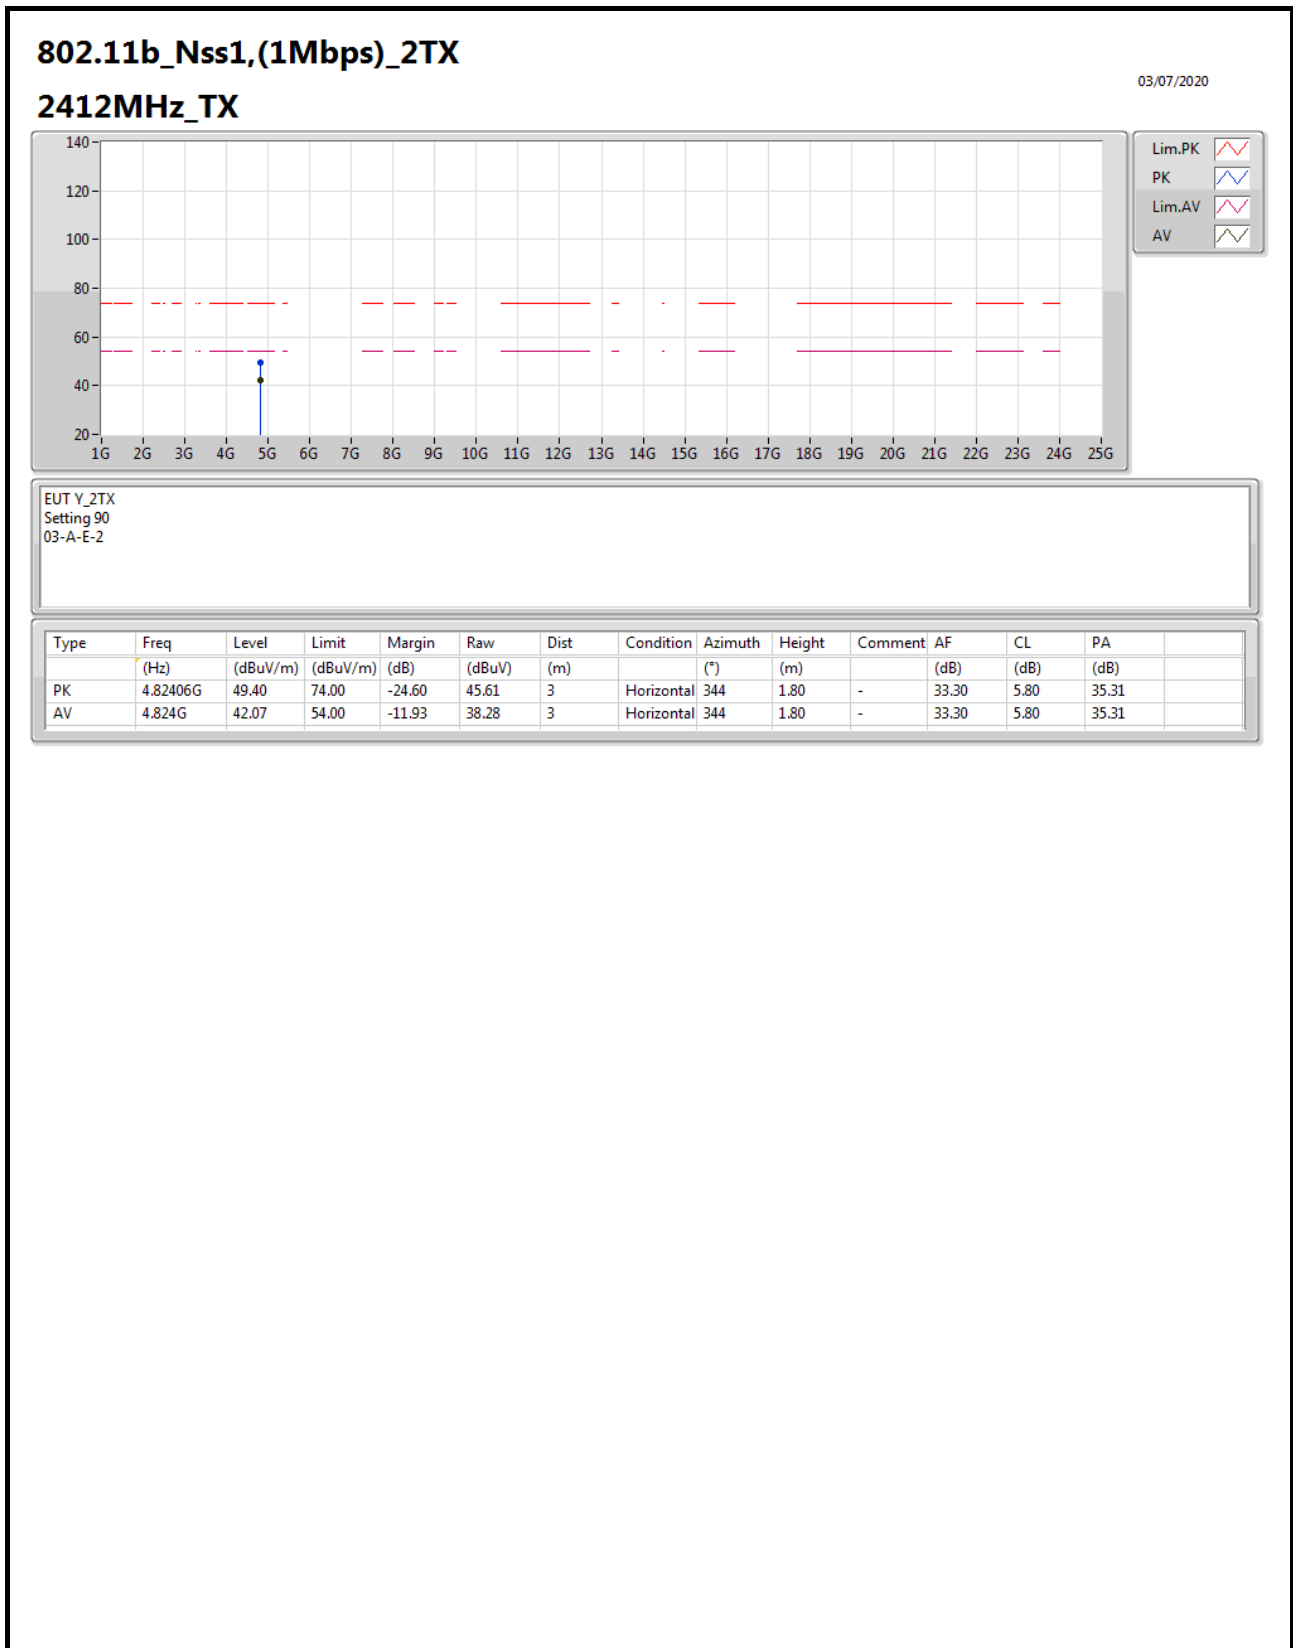 802.11b_Nss1,(1Mbps)_2TX
03/07/2020
2412MHz_TX
140
120
100
80
60
40
20
1G 2G 3G 4G 5G 6G 7G 8G 9G 10G 11G 12G 13G 14G 15G 16G 17G 18G 19G 20G 21G 22G 23G 24G 25G
Lim.PK
PK
Lim.AV
AV
EUT Y_2TX
Setting 90
03-A-E-2
Type Freq Level Limit Margin Raw Dist Condition Azimuth Height Comment AF CL PA
(Hz) (dBuV/m) (dBuV/m) (dB) (dBuV) (m) (°) (m) (dB) (dB) (dB)
PK 4.82406G 49.40 74.00 -24.60 45.61 3 Horizontal 344 1.80 - 33.30 5.80 35.31
AV 4.824G 42.07 54.00 -11.93 38.28 3 Horizontal 344 1.80 - 33.30 5.80 35.31